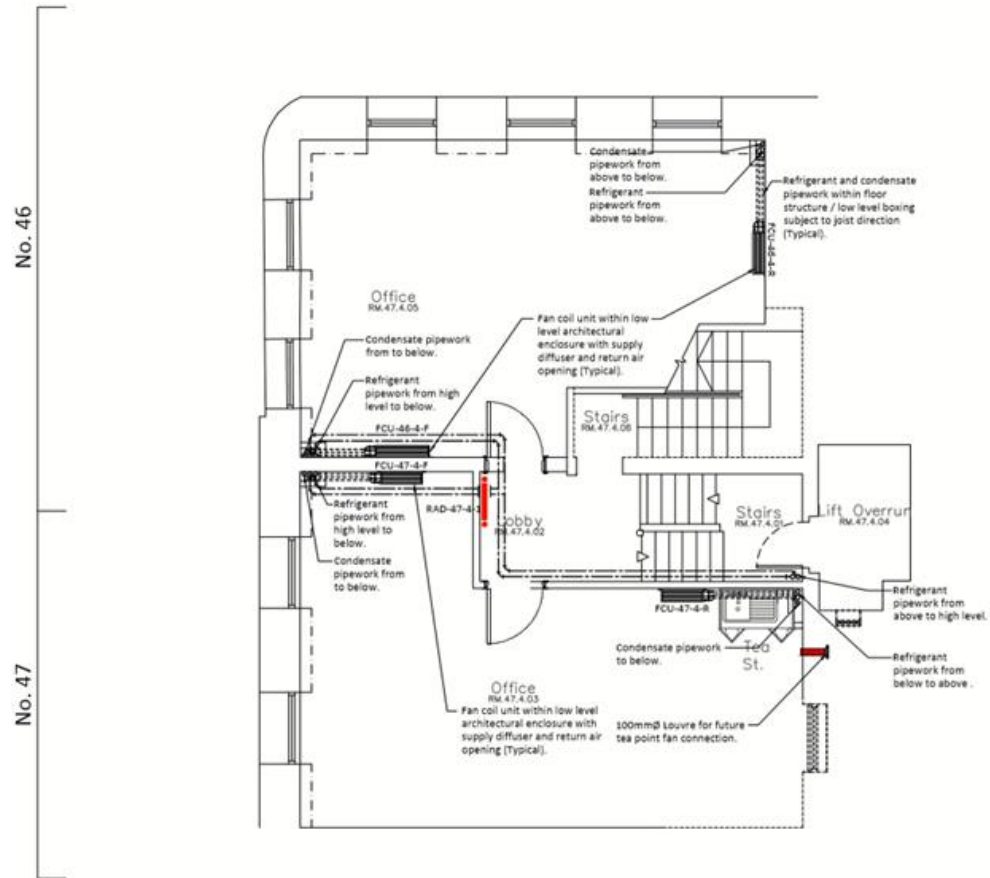 No. 46
No. 47
Condensate
pipework from
above to below.
Refrigerant
pipework from
above to below.
Refrigerant and condensate
pipework within floor
structure / low level boxing
subject to joist direction
(Typical).
FCU-46-4-R
Office
RM.47.4.05
Fan coil unit within low
level architectural
enclosure with supply
diffuser and return air
opening (Typical).
Condensate pipework
from to below.
Refrigerant
pipework from high
level to below.
FCU-46-4-F
FCU-47-4-F
Stairs
RM.47.4.06
Refrigerant
pipework from
high level to
below.
Condensate
pipework from
to below.
RAD-47-4-1
Lobby
RM.47.4.02
Stairs
RM.47.4.01
Lift Overrun
RM.47.4.04
Refrigerant
pipework from
above to high level.
FCU-47-4-R
Condensate pipework
to below.
Tea
St.
Refrigerant
pipework from
below to above .
Office
RM.47.4.03
Fan coil unit within low level
architectural enclosure with
supply diffuser and return air
opening (Typical).
100mmØ Louvre for future
tea point fan connection.